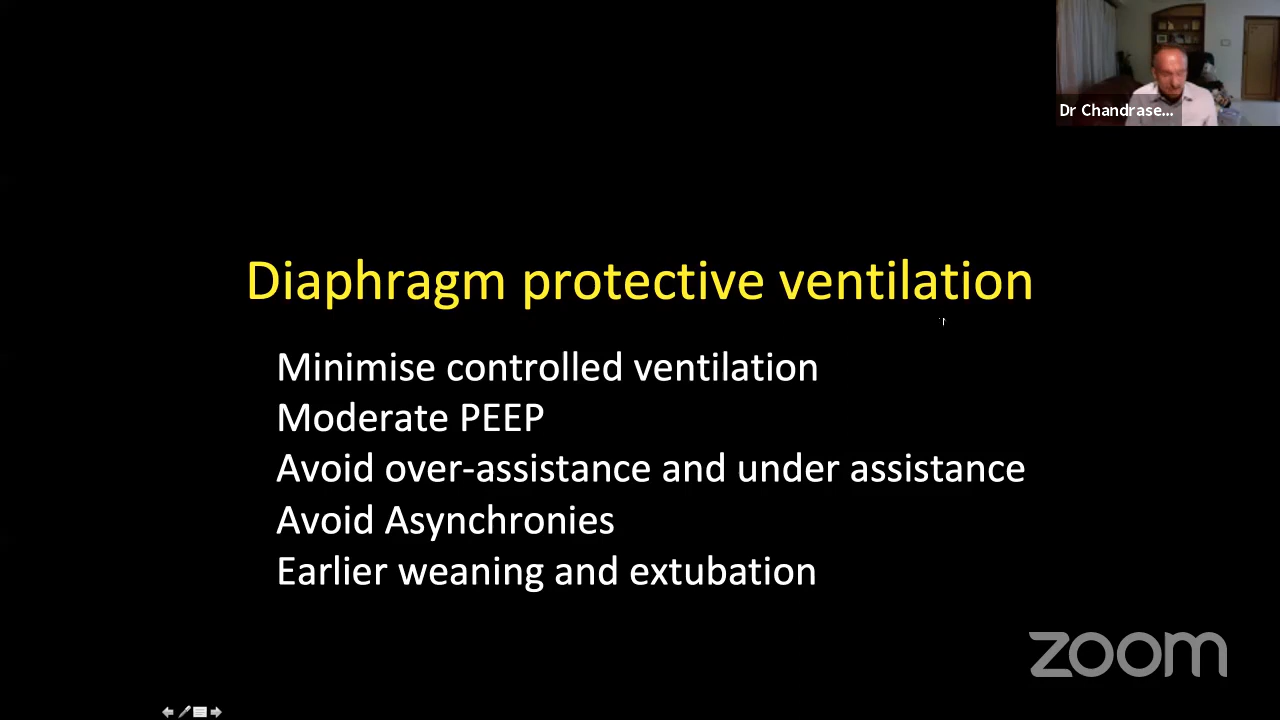 Dr Chandrase...
Diaphragm protective ventilation
Minimise controlled ventilation
Moderate PEEP
Avoid over-assistance and under assistance
Avoid Asynchronies
Earlier weaning and extubation
zoom